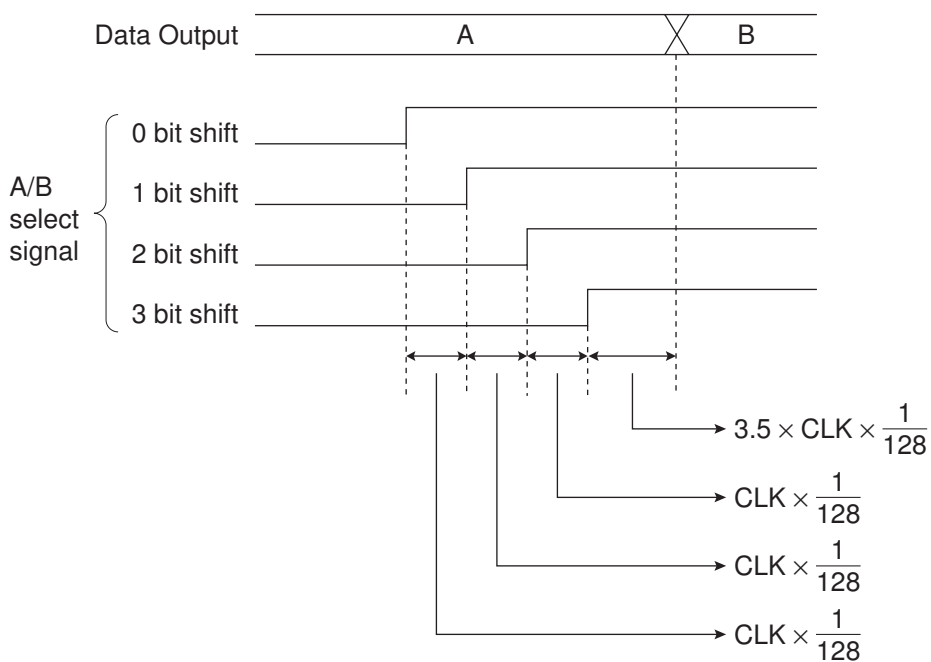 Data Output A B
0 bit shift
1 bit shift
A/B
select
signal
2 bit shift
3 bit shift
3.5 × CLK × 1/128
CLK × 1/128
CLK × 1/128
CLK × 1/128